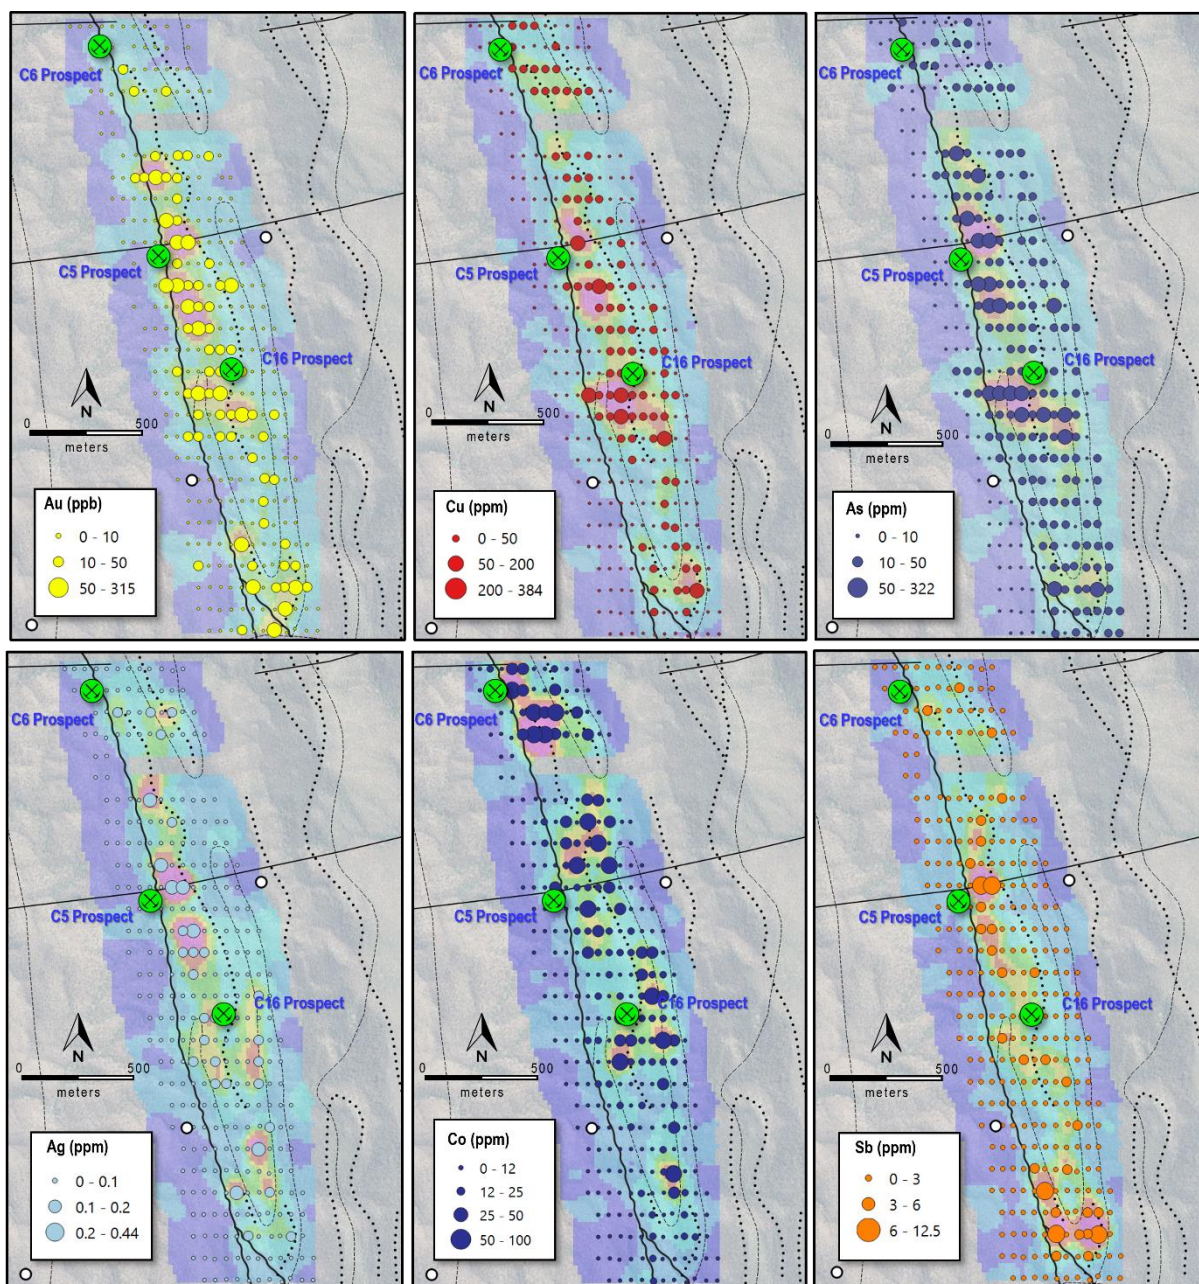 C6 Prospect
C5 Prospect
C16 Prospect
N
0 500
meters
Au (ppb)
0 - 10
10 - 50
50 - 315
C6 Prospect
C5 Prospect
C16 Prospect
N
0 500
meters
Cu (ppm)
0 - 50
50 - 200
200 - 384
C6 Prospect
C5 Prospect
C16 Prospect
N
0 500
meters
As (ppm)
0 - 10
10 - 50
50 - 322
C6 Prospect
C5 Prospect
C16 Prospect
N
0 500
meters
Ag (ppm)
0 - 0.1
0.1 - 0.2
0.2 - 0.44
C6 Prospect
C5 Prospect
C16 Prospect
N
0 500
meters
Co (ppm)
0 - 12
12 - 25
25 - 50
50 - 100
C6 Prospect
C5 Prospect
C16 Prospect
N
0 500
meters
Sb (ppm)
0 - 3
3 - 6
6 - 12.5